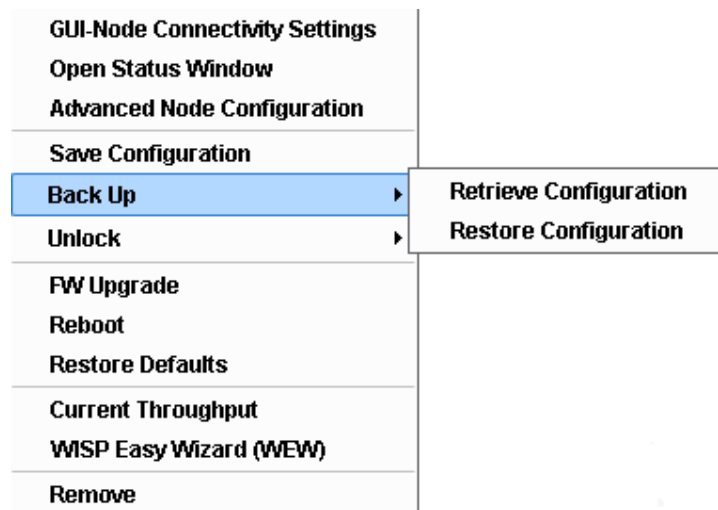 GUI-Node Connectivity Settings
Open Status Window
Advanced Node Configuration
Save Configuration
Back Up
Retrieve Configuration
Restore Configuration
Unlock
FW Upgrade
Reboot
Restore Defaults
Current Throughput
WISP Easy Wizard (WEW)
Remove